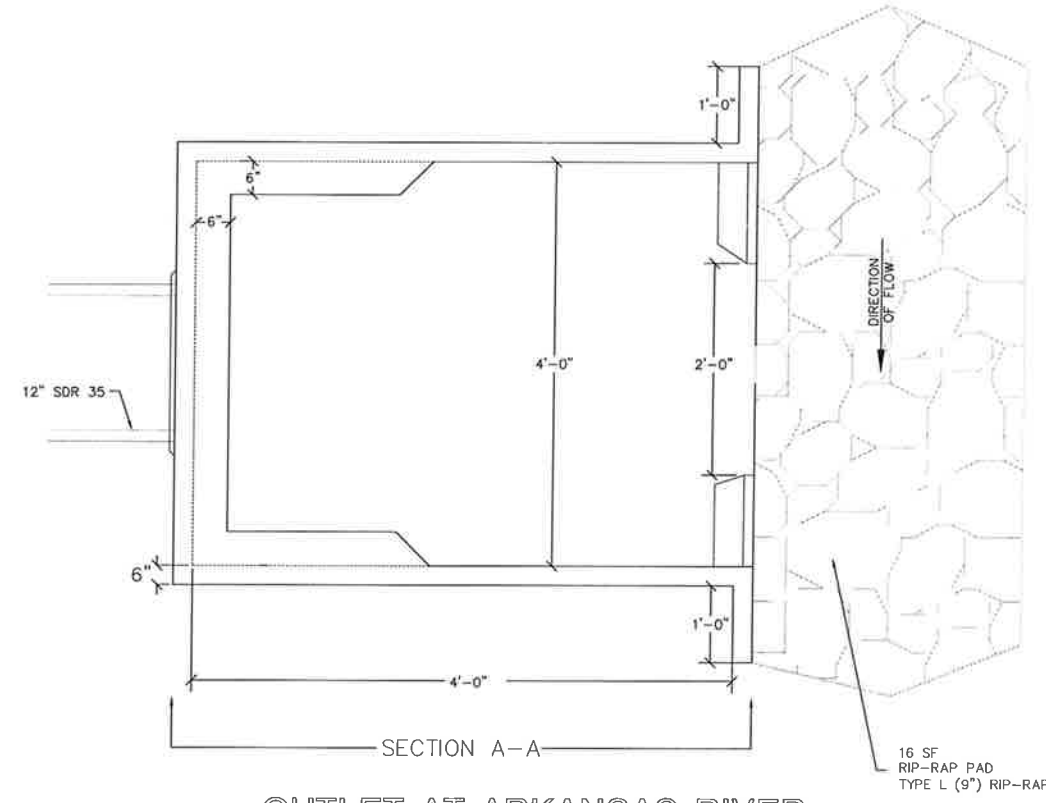 1'-0"
6"
6"
DIRECTION
OF FLOW
4'-0"
2'-0"
12" SDR 35
6"
1'-0"
4'-0"
SECTION A-A
16 SF
RIP-RAP PAD
TYPE L (9") RIP-RAP
OUTLET AT ARKANSAS RIVER